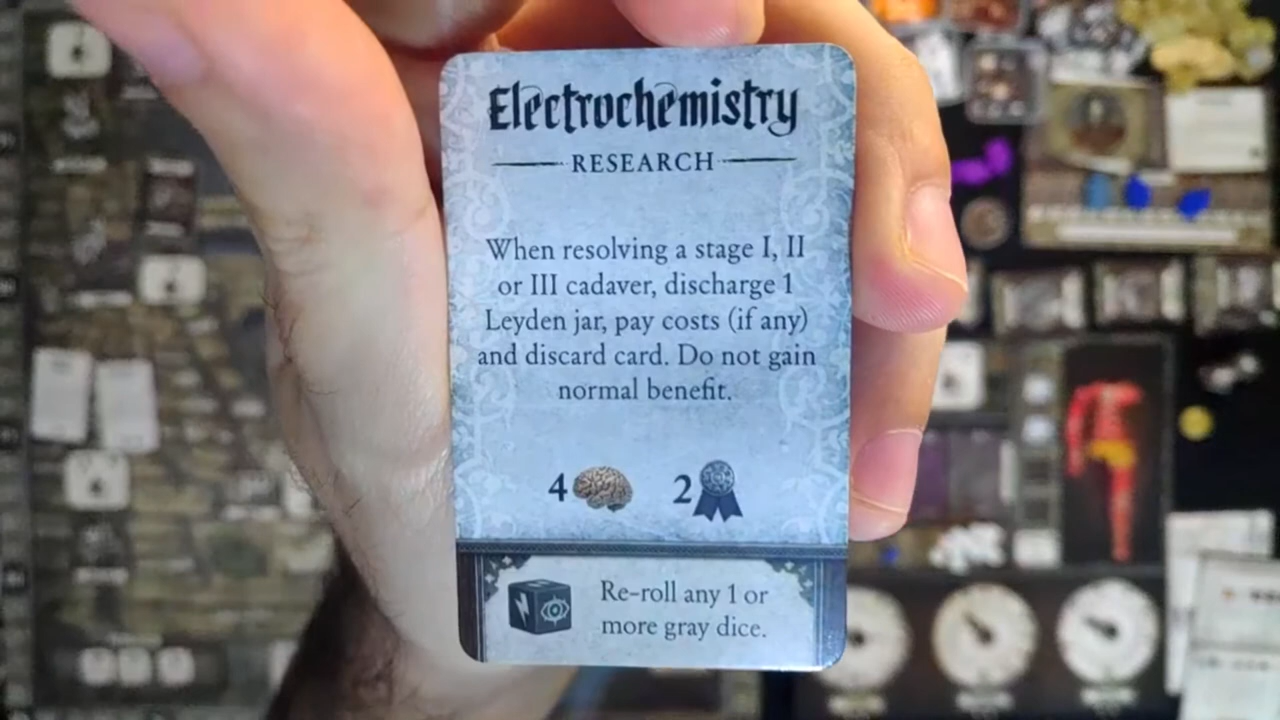 Electrochemistry
RESEARCH
When resolving a stage I, II
or III cadaver, discharge 1
Leyden jar, pay costs (if any)
and discard card. Do not gain
normal benefit.
4 2
Re-roll any 1 or
more gray dice.